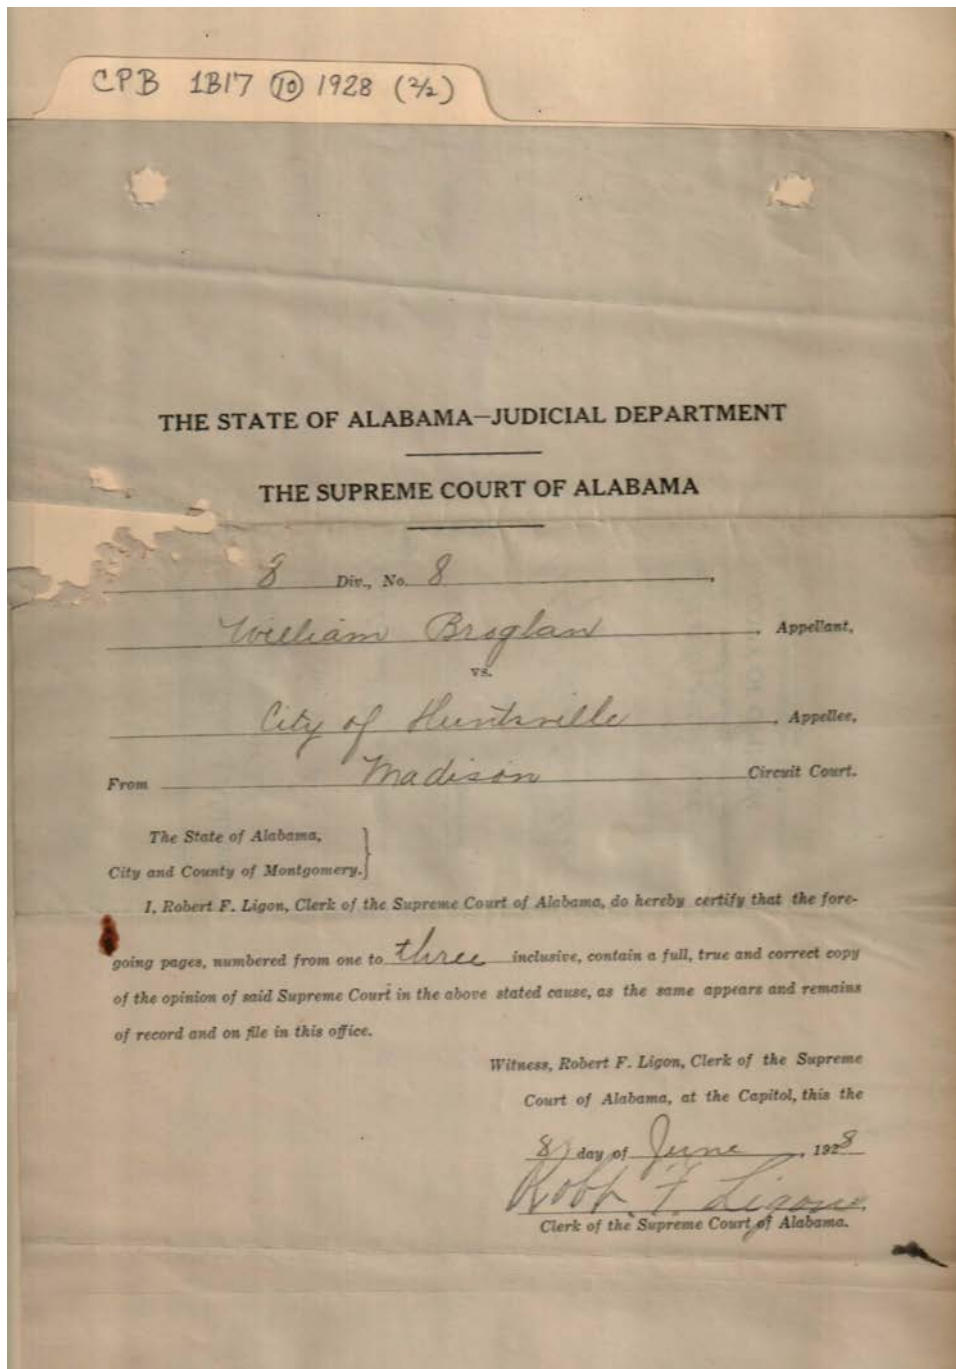 CPB 1B17 (10) 1928 (2/2)
THE STATE OF ALABAMA—JUDICIAL DEPARTMENT
THE SUPREME COURT OF ALABAMA
8 Div., No. 8,
William Broglan, Appellant,
vs.
City of Huntsville, Appellee,
From Madison Circuit Court.
The State of Alabama, }
City and County of Montgomery. }
I, Robert F. Ligon, Clerk of the Supreme Court of Alabama, do hereby certify that the fore-
going pages, numbered from one to three inclusive, contain a full, true and correct copy
of the opinion of said Supreme Court in the above stated cause, as the same appears and remains
of record and on file in this office.
Witness, Robert F. Ligon, Clerk of the Supreme
Court of Alabama, at the Capitol, this the
8 day of June, 1928
Robt F. Ligon,
Clerk of the Supreme Court of Alabama.